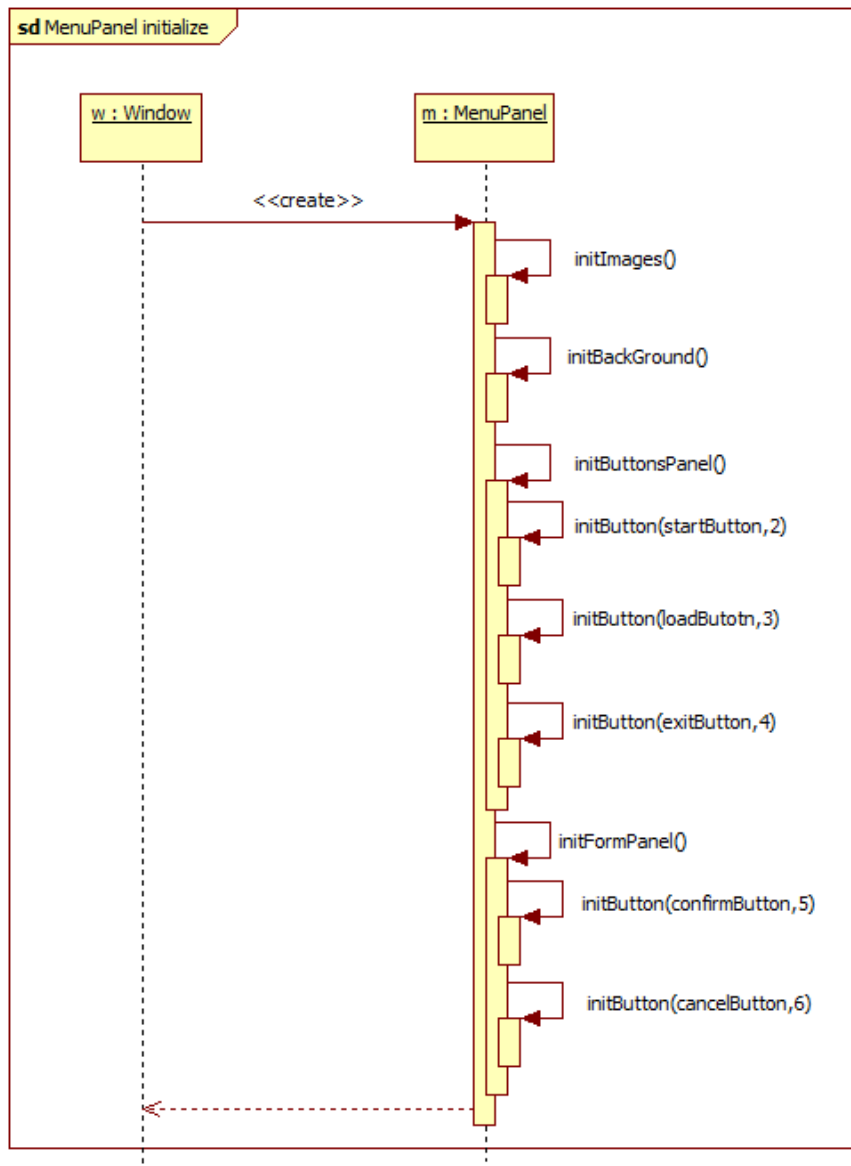 sd MenuPanel initialize
w : Window
m : MenuPanel
<<create>>
initImages()
initBackGround()
initButtonsPanel()
initButton(startButton,2)
initButton(loadButotn,3)
initButton(exitButton,4)
initFormPanel()
initButton(confirmButton,5)
initButton(cancelButton,6)